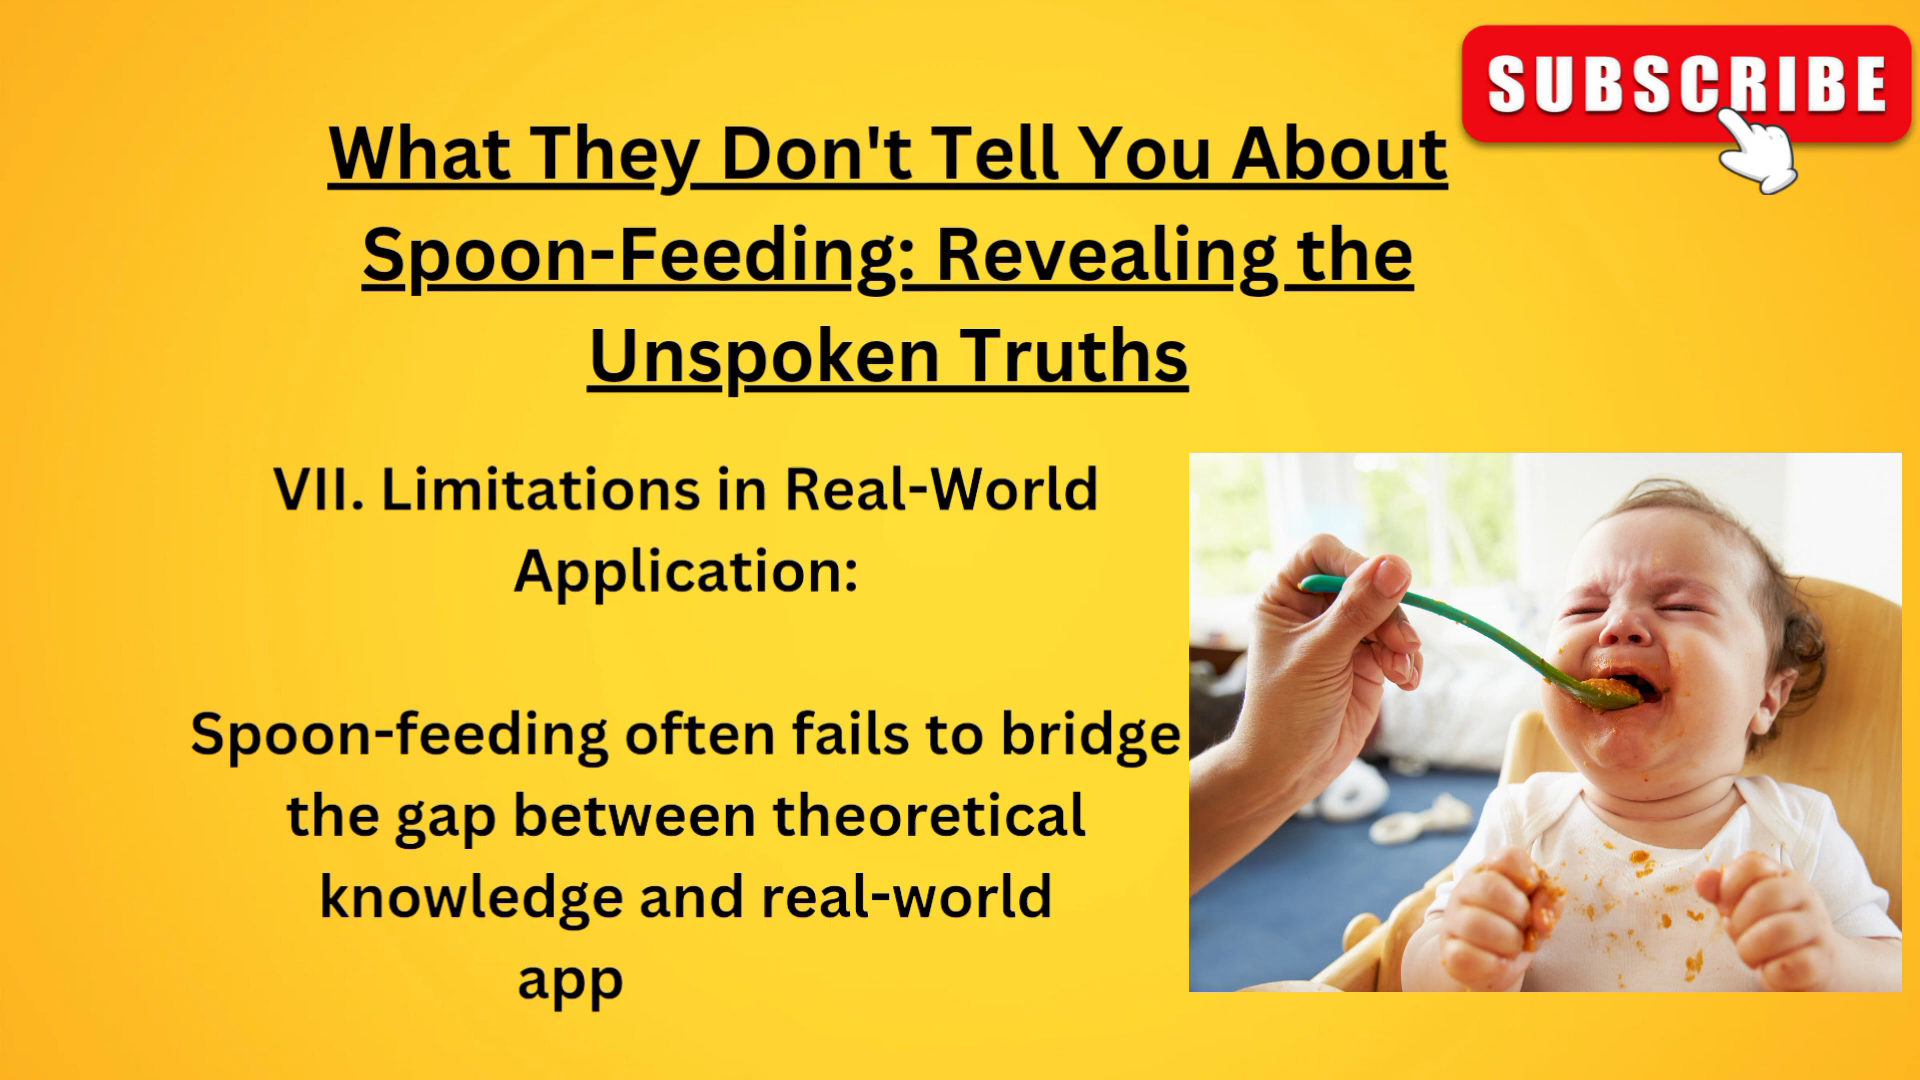 SUBSCRIBE
What They Don't Tell You About
Spoon-Feeding: Revealing the
Unspoken Truths
VII. Limitations in Real-World
Application:
Spoon-feeding often fails to bridge
the gap between theoretical
knowledge and real-world
app